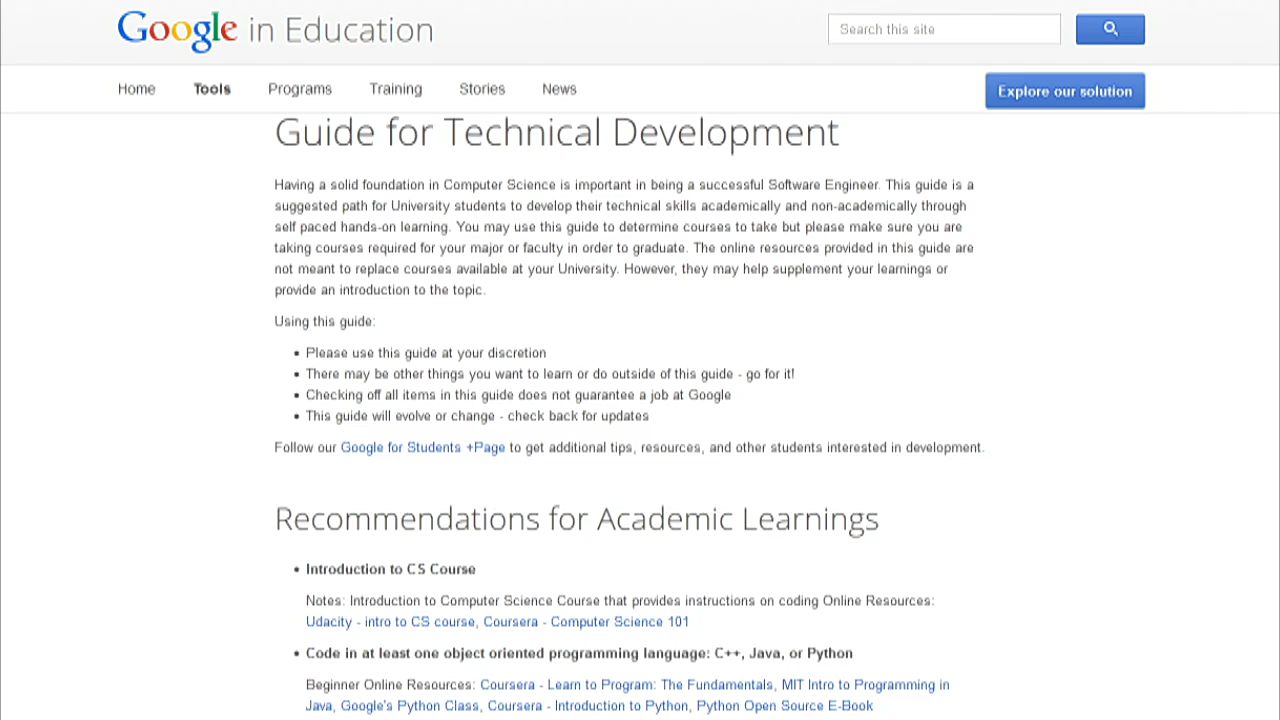 Google in Education
Search this site
Home Tools Programs Training Stories News
Explore our solution
Guide for Technical Development
Having a solid foundation in Computer Science is important in being a successful Software Engineer. This guide is a
suggested path for University students to develop their technical skills academically and non-academically through
self paced hands-on learning. You may use this guide to determine courses to take but please make sure you are
taking courses required for your major or faculty in order to graduate. The online resources provided in this guide are
not meant to replace courses available at your University. However, they may help supplement your learnings or
provide an introduction to the topic.
Using this guide:
• Please use this guide at your discretion
• There may be other things you want to learn or do outside of this guide - go for it!
• Checking off all items in this guide does not guarantee a job at Google
• This guide will evolve or change - check back for updates
Follow our Google for Students +Page to get additional tips, resources, and other students interested in development.
Recommendations for Academic Learnings
• Introduction to CS Course
Notes: Introduction to Computer Science Course that provides instructions on coding Online Resources:
Udacity - intro to CS course, Coursera - Computer Science 101
• Code in at least one object oriented programming language: C++, Java, or Python
Beginner Online Resources: Coursera - Learn to Program: The Fundamentals, MIT Intro to Programming in
Java, Google's Python Class, Coursera - Introduction to Python, Python Open Source E-Book